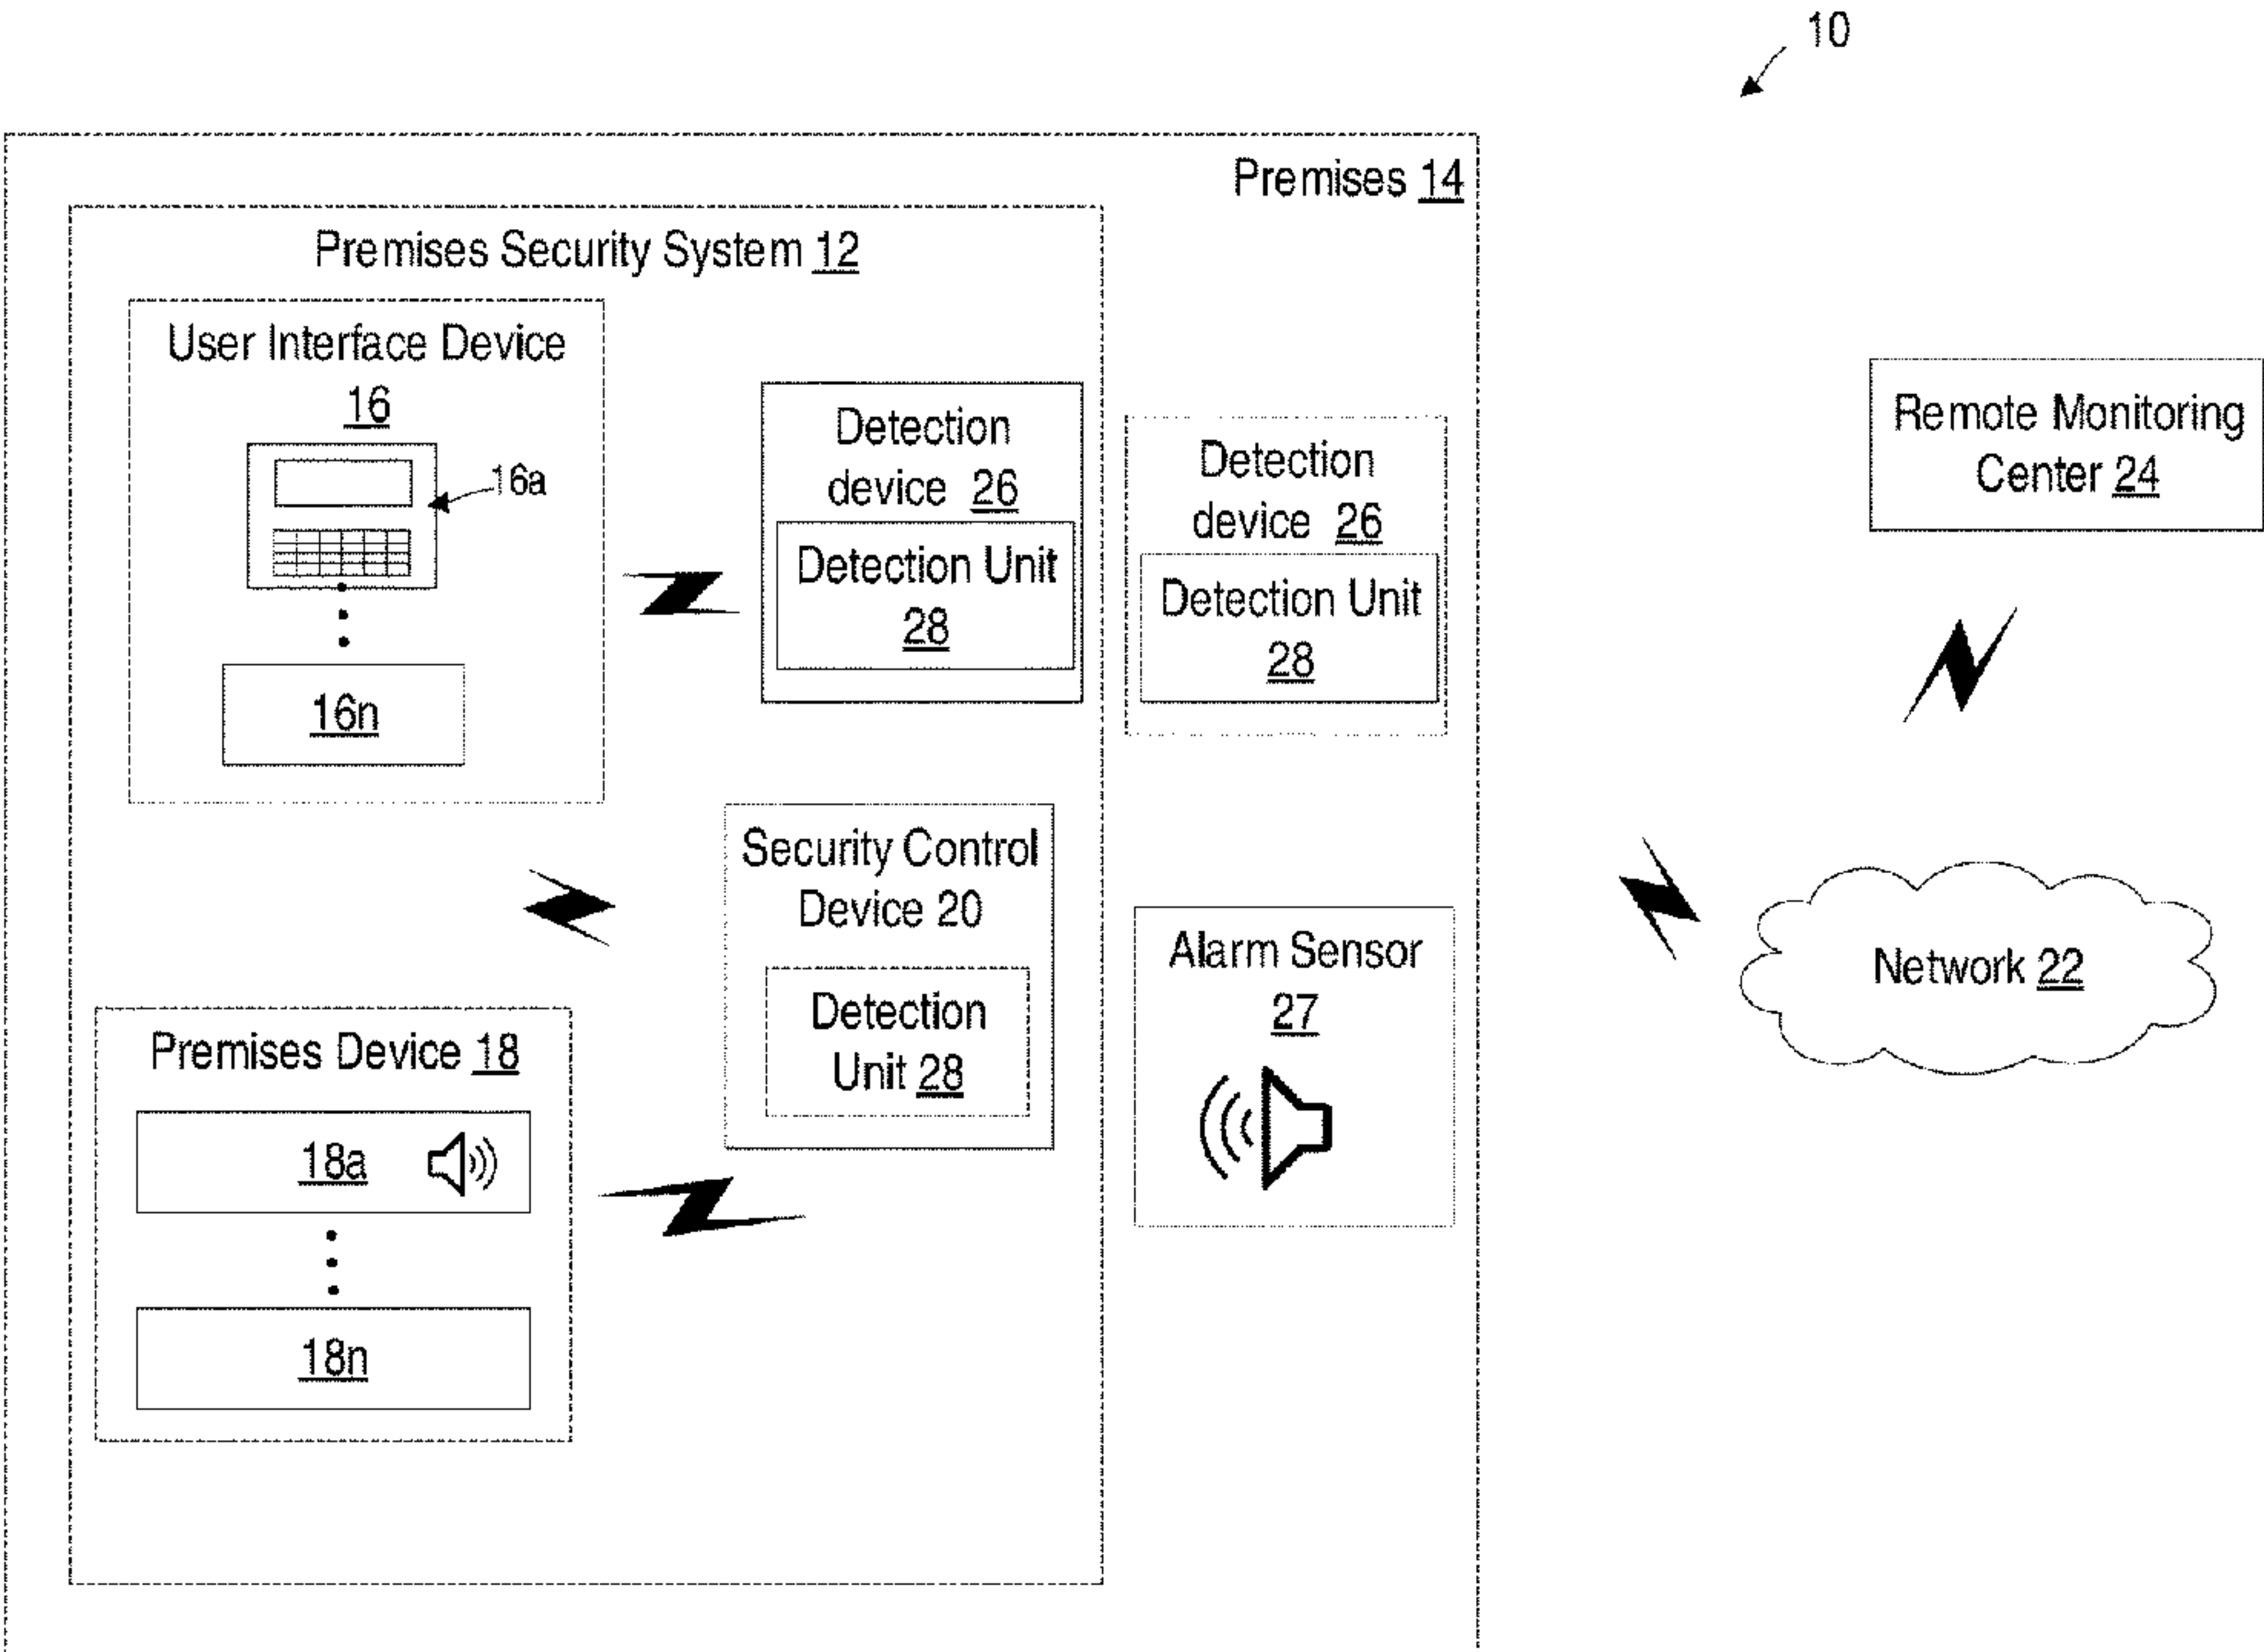 10
Premises 14
Premises Security System 12
User Interface Device
16
16a
16n
Detection
device 26
Detection Unit
28
Detection
device 26
Detection Unit
28
Remote Monitoring
Center 24
Security Control
Device 20
Detection
Unit 28
Alarm Sensor
27
Network 22
Premises Device 18
18a
18n